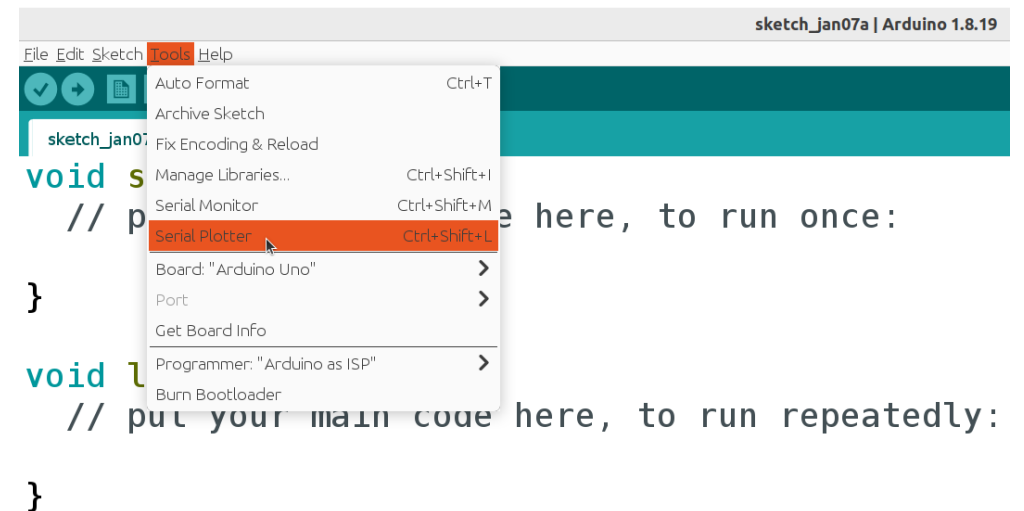 sketch_jan07a | Arduino 1.8.19
File Edit Sketch Tools Help
Auto Format Ctrl+T
Archive Sketch
sketch_jan07
Fix Encoding & Reload
void s
Manage Libraries... Ctrl+Shift+I
Serial Monitor Ctrl+Shift+M
// p e here, to run once:
Serial Plotter Ctrl+Shift+L
Board: "Arduino Uno"
}
Port
Get Board Info
Programmer: "Arduino as ISP"
void l
Burn Bootloader
// put your main code here, to run repeatedly:
}